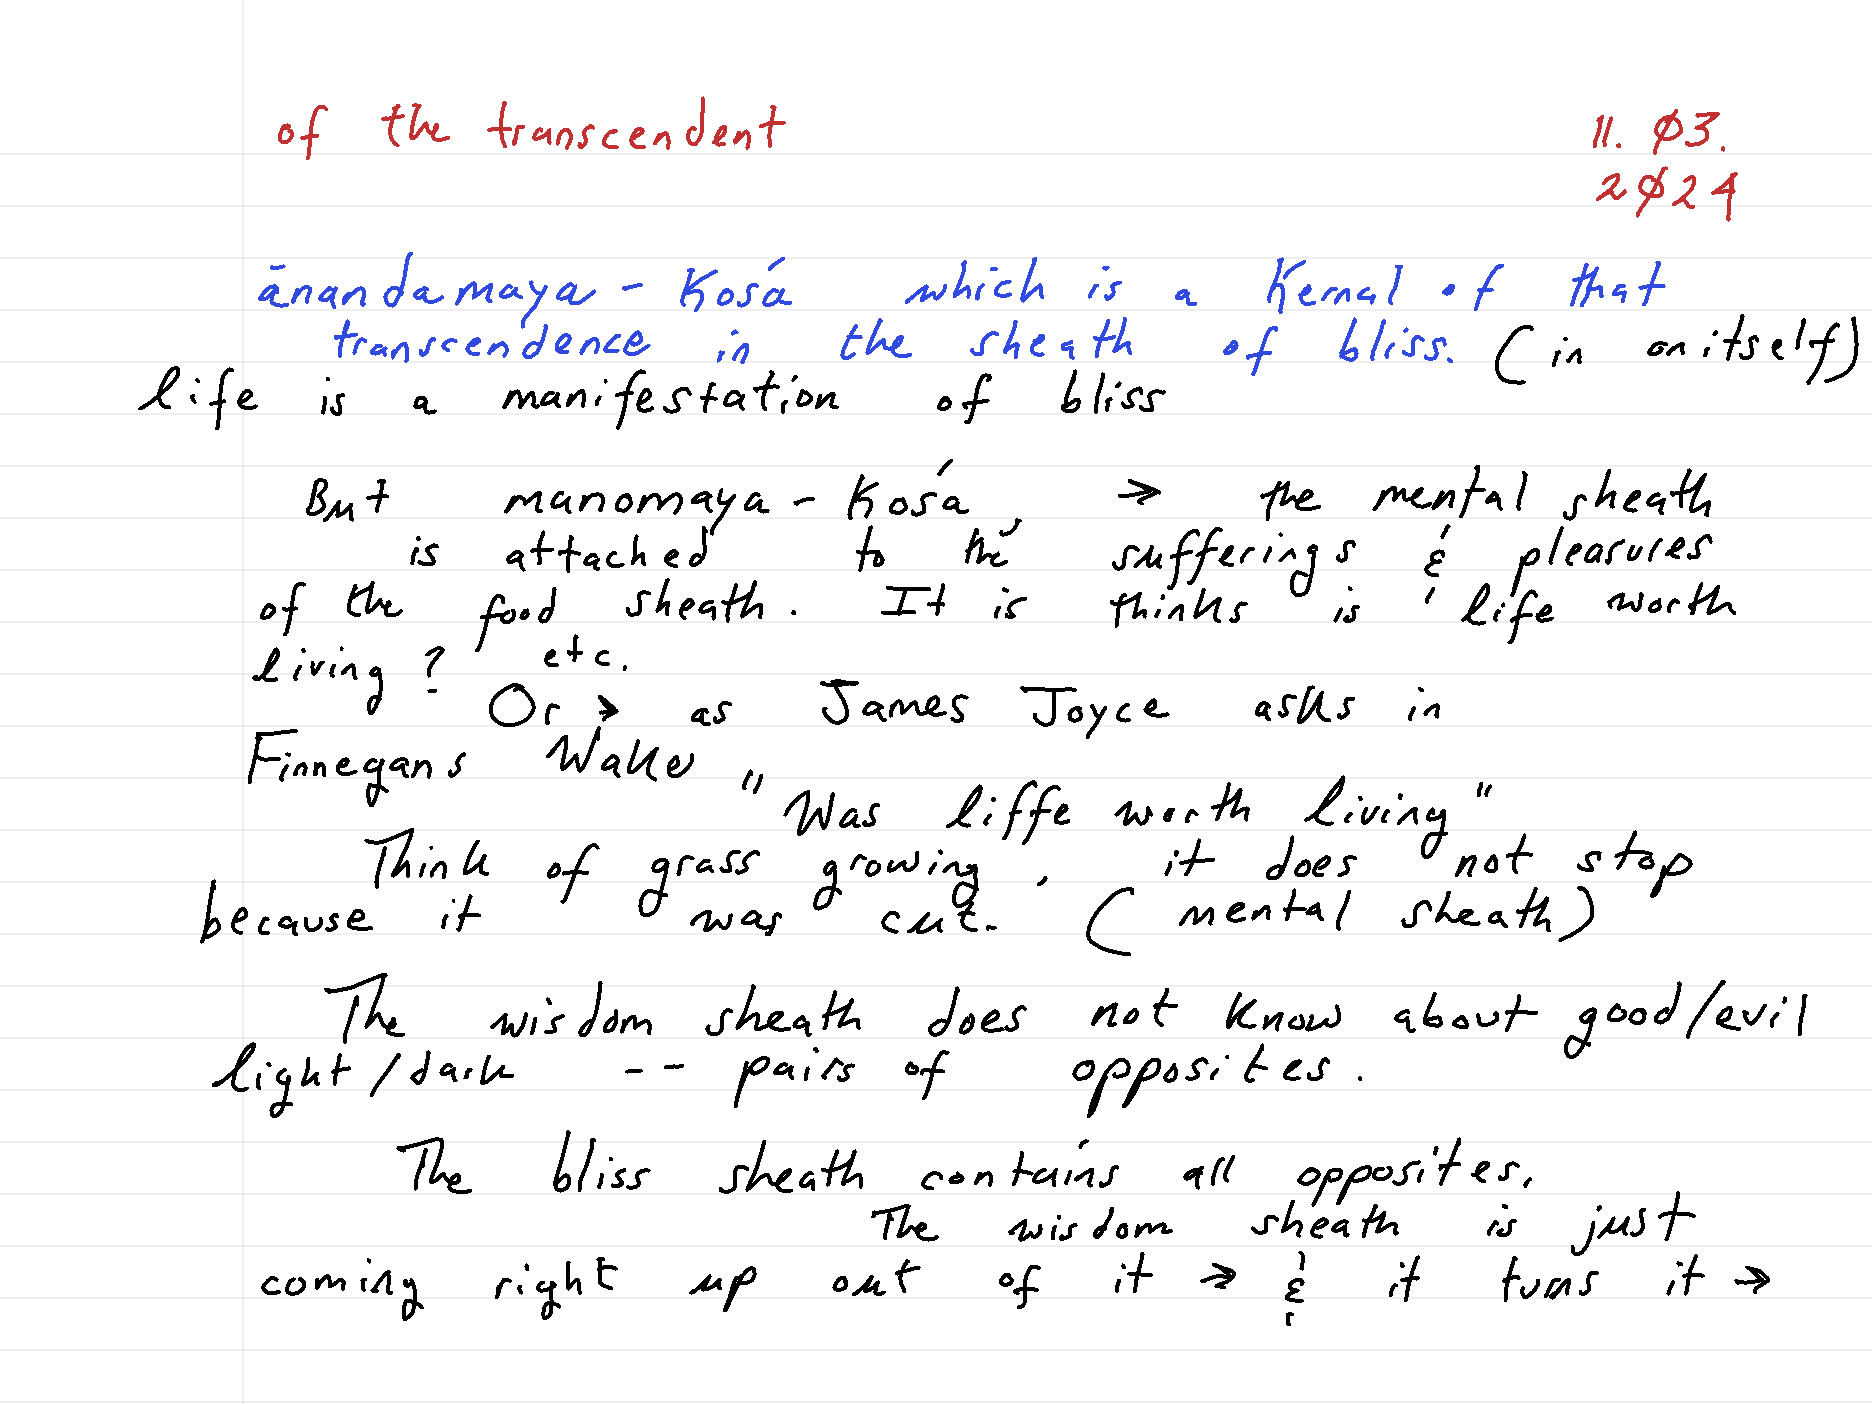 of the transcendent 11. Ø3.
2Ø24
ānandamaya - Kośa which is a Kernal of that
transcendence in the sheath of bliss. (in on itself)
life is a manifestation of bliss
But manomaya - Kośa, → the mental sheath
is attached to the sufferings & pleasures
of the food sheath. It is thinks is life worth
living? etc.
Or → as James Joyce asks in
Finnegans Wake
"Was liffe worth living"
Think of grass growing, it does not stop
because it was cut. (mental sheath)
The wisdom sheath does not know about good/evil
light/dark -- pairs of opposites.
The bliss sheath contains all opposites.
The wisdom sheath is just
coming right up out of it → & it turns it →